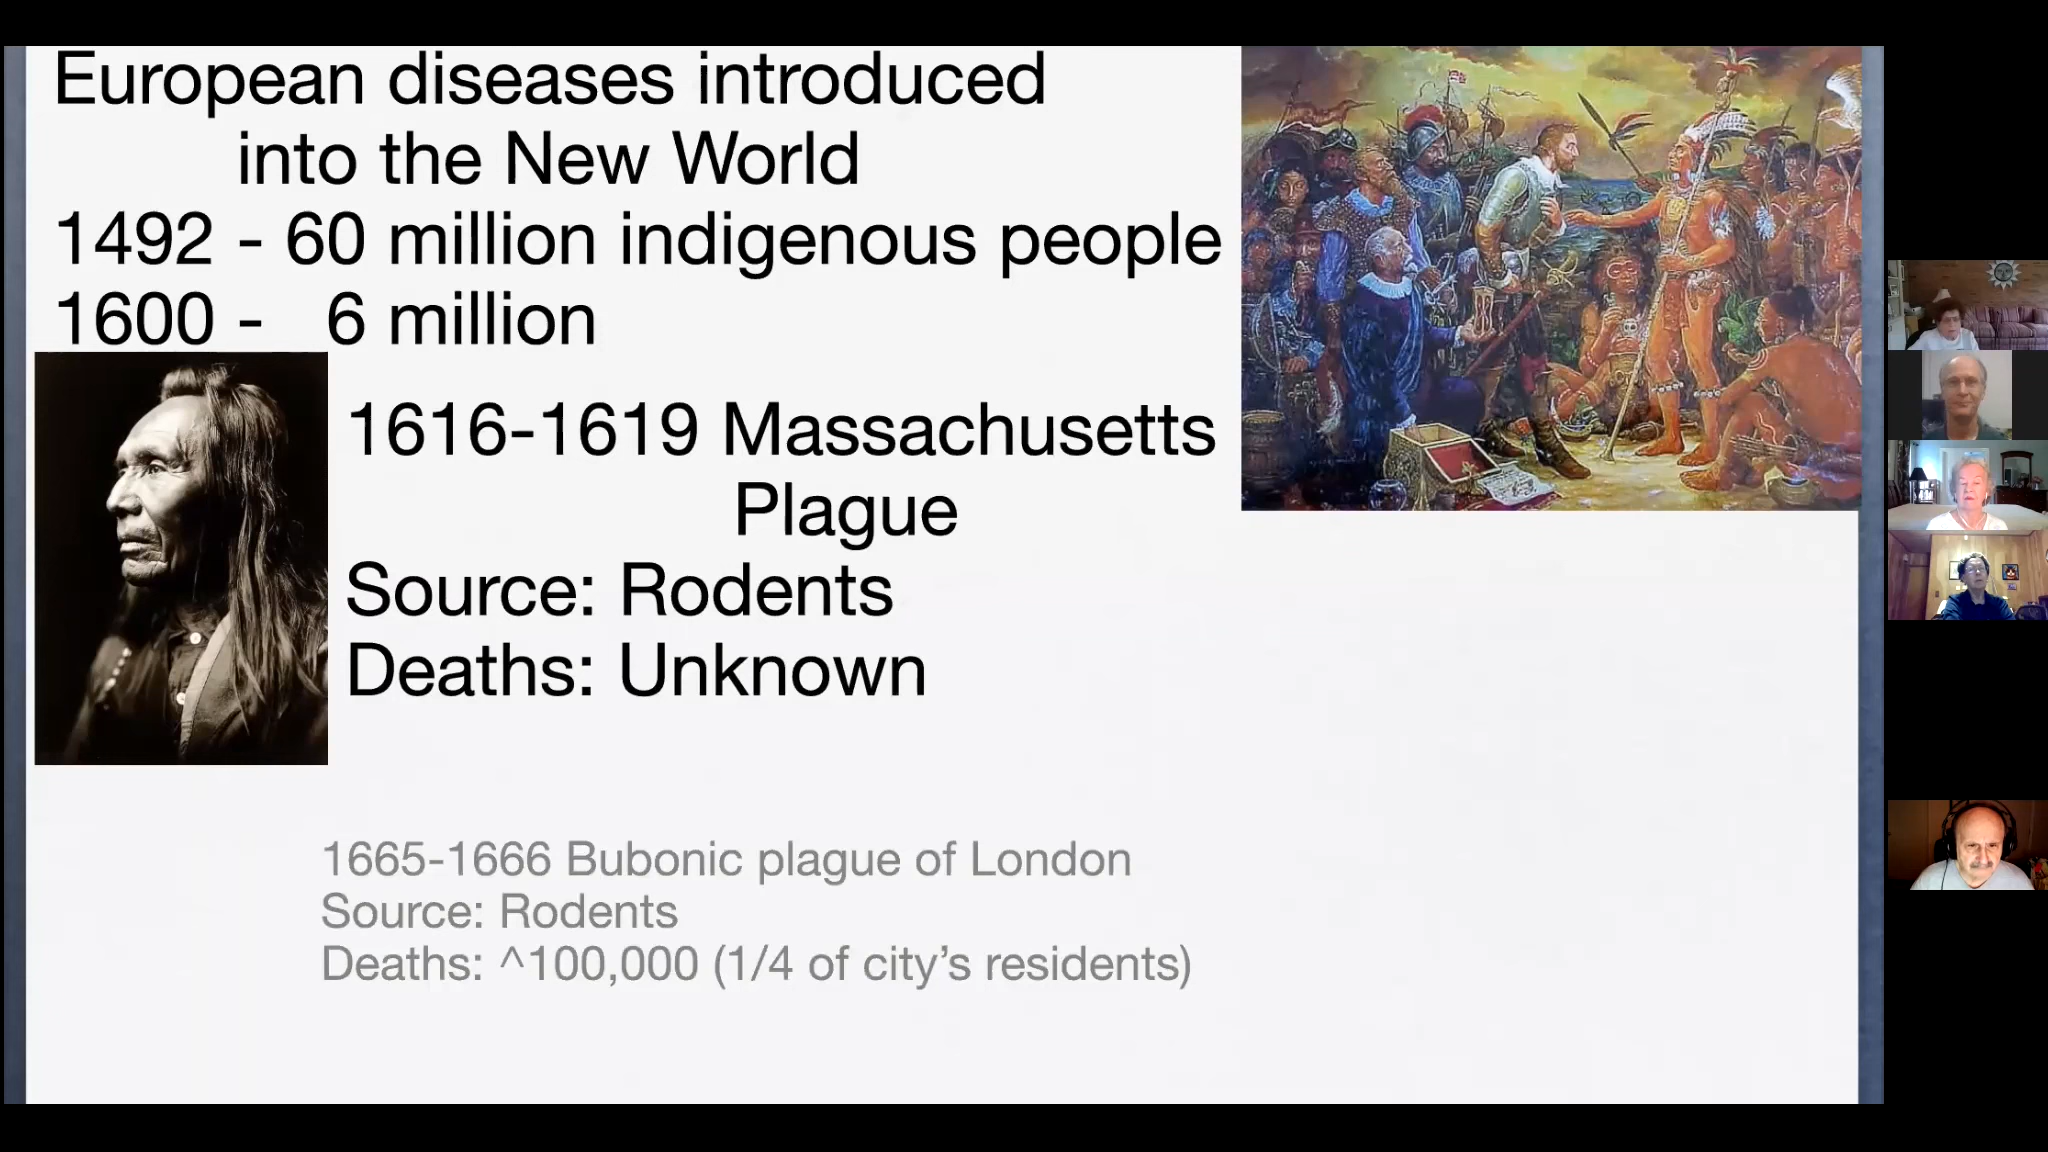 European diseases introduced
into the New World
1492 - 60 million indigenous people
1600 - 6 million
1616-1619 Massachusetts
Plague
Source: Rodents
Deaths: Unknown
1665-1666 Bubonic plague of London
Source: Rodents
Deaths: ^100,000 (1/4 of city’s residents)